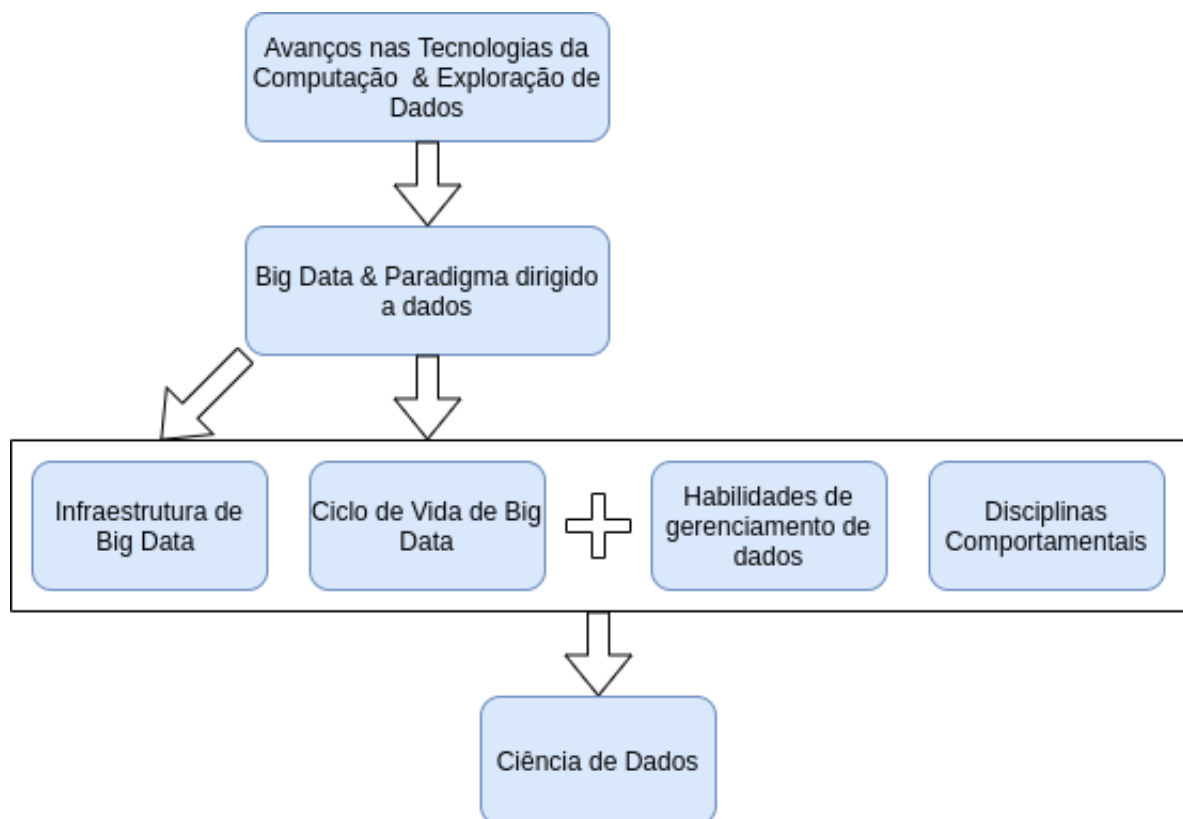 Avanços nas Tecnologias da
Computação & Exploração de
Dados
Big Data & Paradigma dirigido
a dados
Infraestrutura de
Big Data
Ciclo de Vida de Big
Data
Habilidades de
gerenciamento de
dados
Disciplinas
Comportamentais
Ciência de Dados